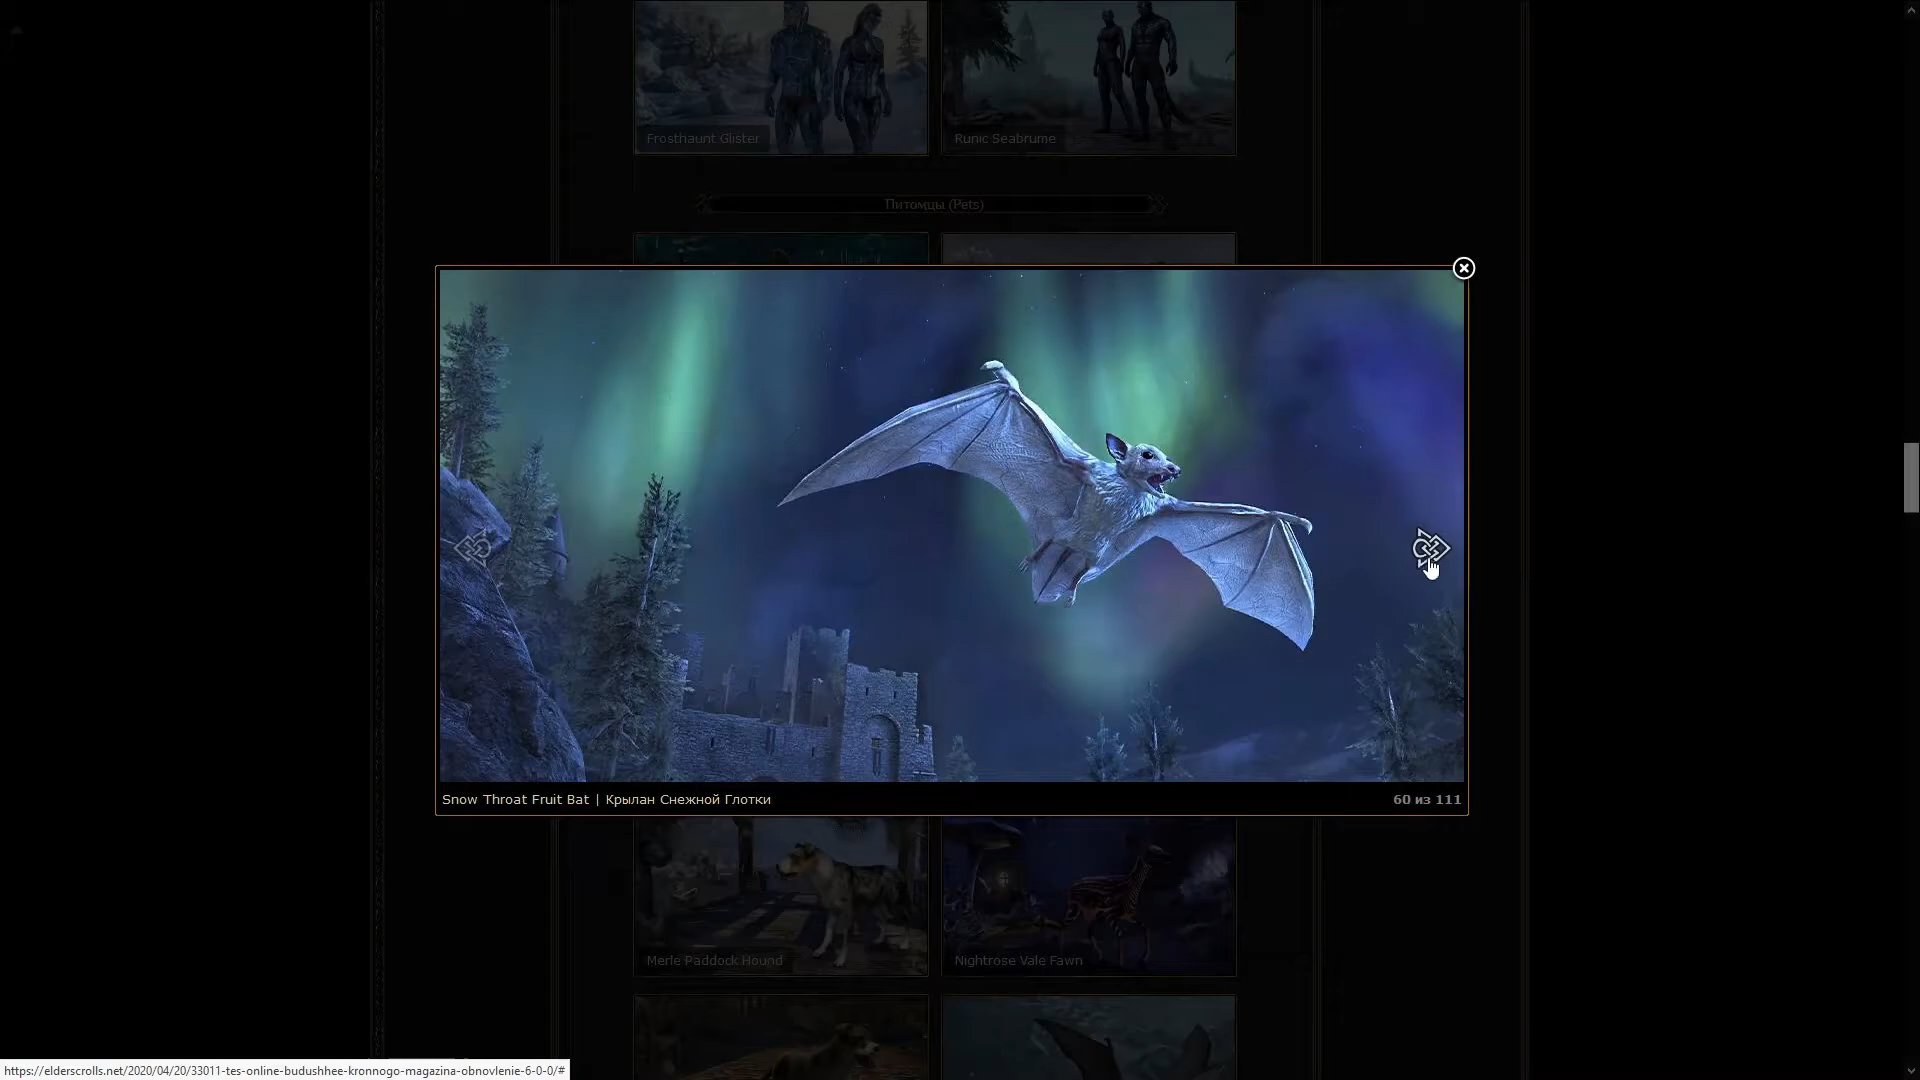 Frosthaunt Glister
Runic Seabrume
Питомцы (Pets)
Snow Throat Fruit Bat | Крылан Снежной Глотки
60 из 111
Merle Paddock Hound
Nightrose Vale Fawn
https://elderscrolls.net/2020/04/20/33011-tes-online-budushhee-kronnogo-magazina-obnovlenie-6-0-0/#